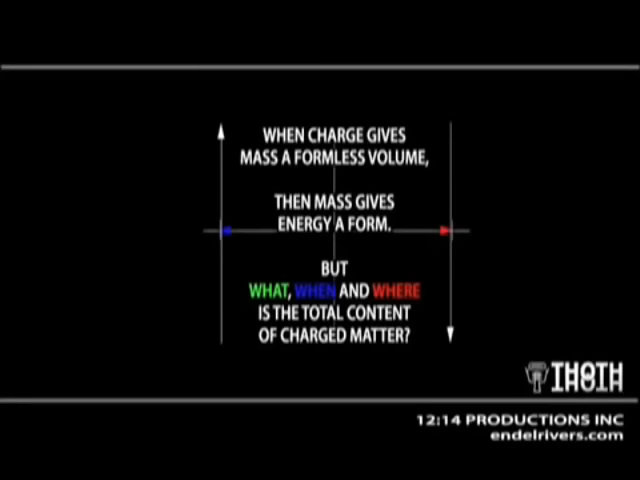 WHEN CHARGE GIVES
MASS A FORMLESS VOLUME,
THEN MASS GIVES
ENERGY A FORM.
BUT
WHAT, WHEN AND WHERE
IS THE TOTAL CONTENT
OF CHARGED MATTER?
THOTH
12:14 PRODUCTIONS INC
endelrivers.com